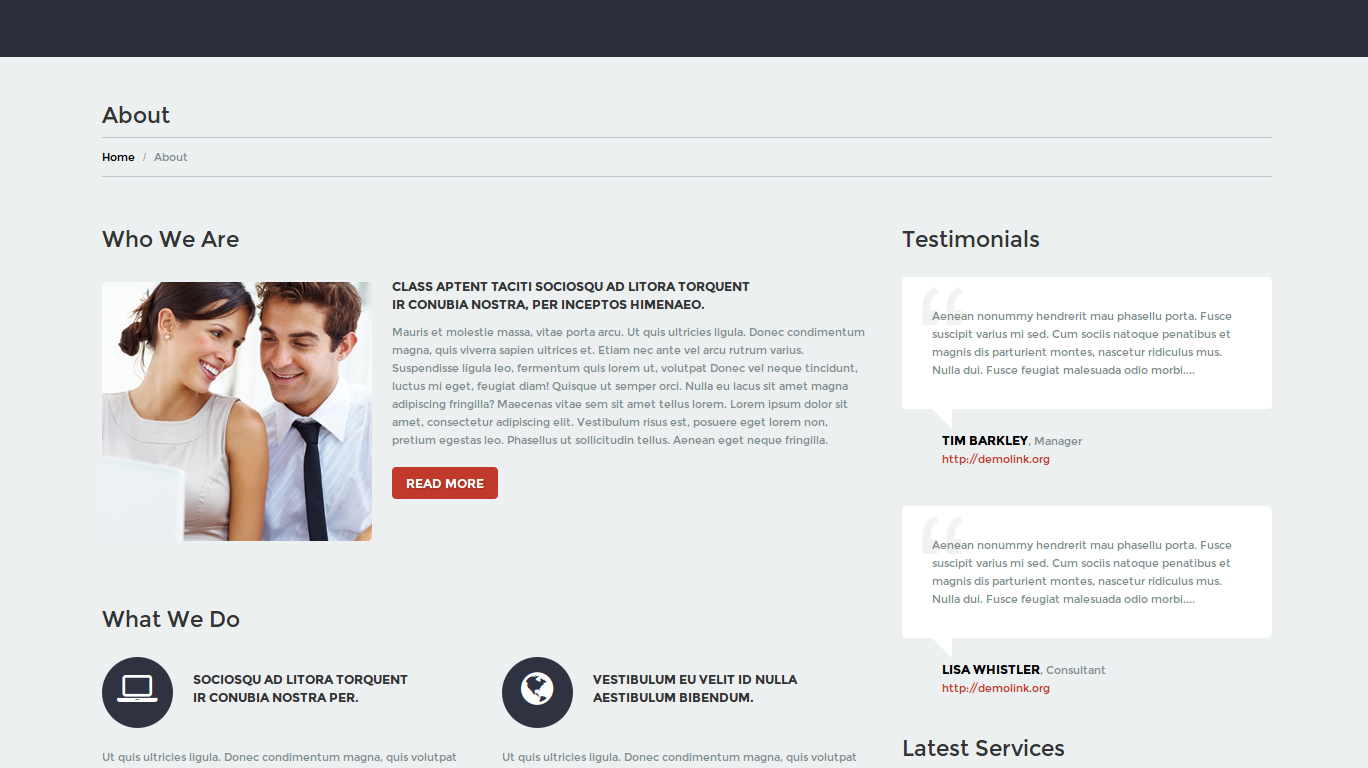 About
Home / About
Who We Are
CLASS APTENT TACITI SOCIOSQU AD LITORA TORQUENT
IR CONUBIA NOSTRA, PER INCEPTOS HIMENAEO.
Mauris et molestie massa, vitae porta arcu. Ut quis ultricies ligula. Donec condimentum
magna, quis viverra sapien ultrices et. Etiam nec ante vel arcu rutrum varius.
Suspendisse ligula leo, fermentum quis lorem ut, volutpat Donec vel neque tincidunt,
luctus mi eget, feugiat diam! Quisque ut semper orci. Nulla eu lacus sit amet magna
adipiscing fringilla? Maecenas vitae sem sit amet tellus lorem. Lorem ipsum dolor sit
amet, consectetur adipiscing elit. Vestibulum risus est, posuere eget lorem non,
pretium egestas leo. Phasellus ut sollicitudin tellus. Aenean eget neque fringilla.
READ MORE
What We Do
SOCIOSQU AD LITORA TORQUENT
IR CONUBIA NOSTRA PER.
Ut quis ultricies ligula. Donec condimentum magna, quis volutpat
VESTIBULUM EU VELIT ID NULLA
AESTIBULUM BIBENDUM.
Ut quis ultricies ligula. Donec condimentum magna, quis volutpat
Testimonials
“
Aenean nonummy hendrerit mau phasellu porta. Fusce
suscipit varius mi sed. Cum sociis natoque penatibus et
magnis dis parturient montes, nascetur ridiculus mus.
Nulla dui. Fusce feugiat malesuada odio morbi....
TIM BARKLEY, Manager
http://demolink.org
“
Aenean nonummy hendrerit mau phasellu porta. Fusce
suscipit varius mi sed. Cum sociis natoque penatibus et
magnis dis parturient montes, nascetur ridiculus mus.
Nulla dui. Fusce feugiat malesuada odio morbi....
LISA WHISTLER, Consultant
http://demolink.org
Latest Services